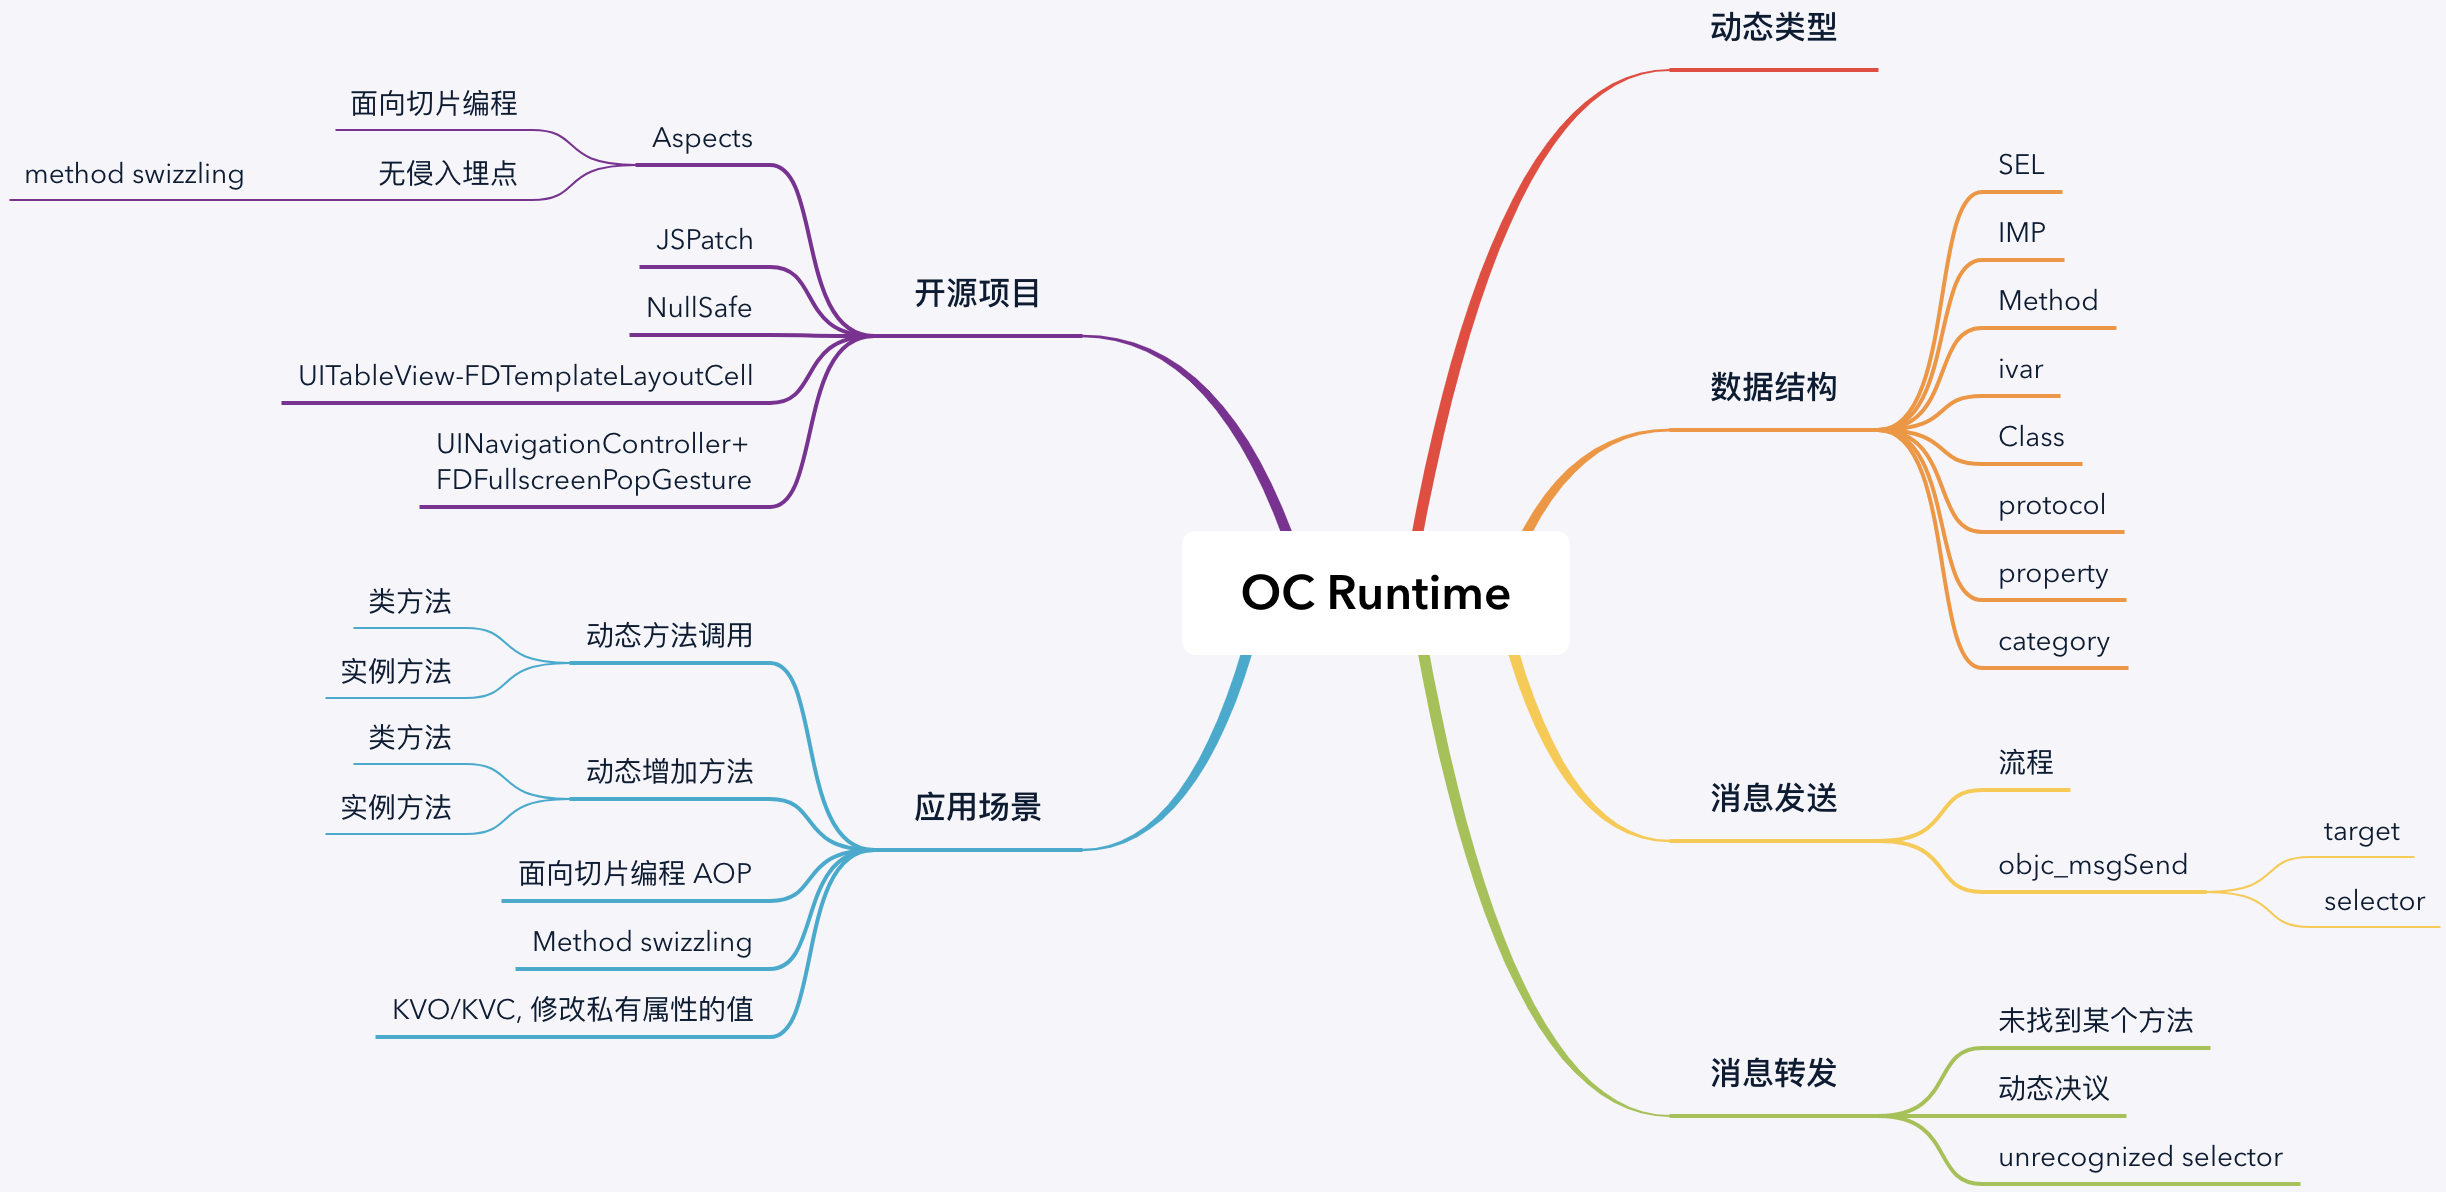 OC Runtime
动态类型
数据结构
SEL
IMP
Method
ivar
Class
protocol
property
category
消息发送
流程
objc_msgSend
target
selector
消息转发
未找到某个方法
动态决议
unrecognized selector
开源项目
Aspects
面向切片编程
无侵入埋点
method swizzling
JSPatch
NullSafe
UITableView-FDTemplateLayoutCell
UINavigationController+
FDFullscreenPopGesture
应用场景
动态方法调用
类方法
实例方法
动态增加方法
类方法
实例方法
面向切片编程 AOP
Method swizzling
KVO/KVC, 修改私有属性的值